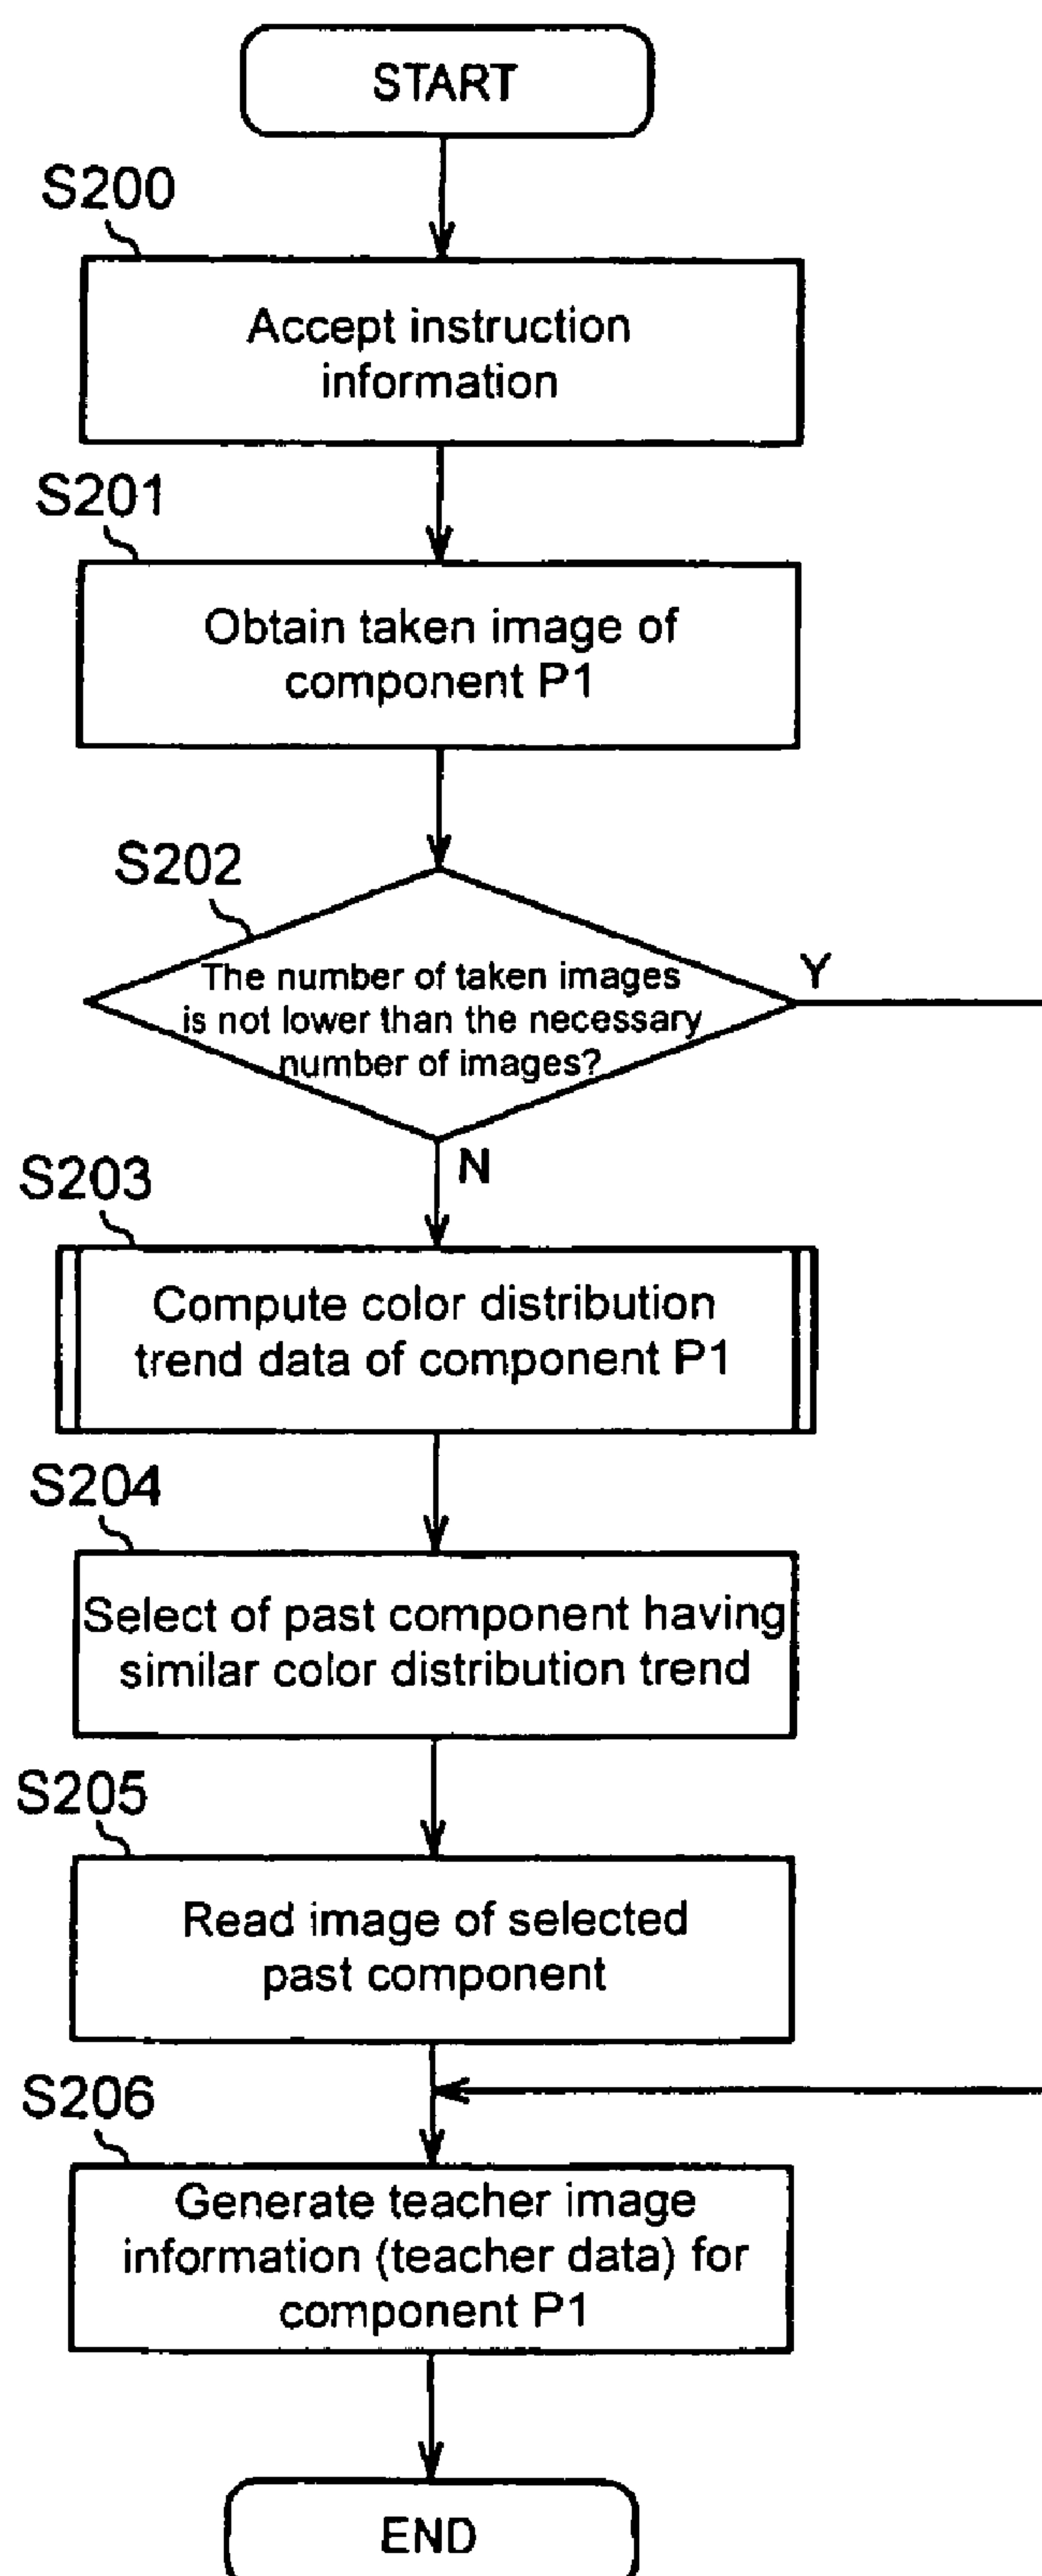 START
S200
Accept instruction
information
S201
Obtain taken image of
component P1
S202
The number of taken images
is not lower than the necessary
number of images?
Y
N
S203
Compute color distribution
trend data of component P1
S204
Select of past component having
similar color distribution trend
S205
Read image of selected
past component
S206
Generate teacher image
information (teacher data) for
component P1
END